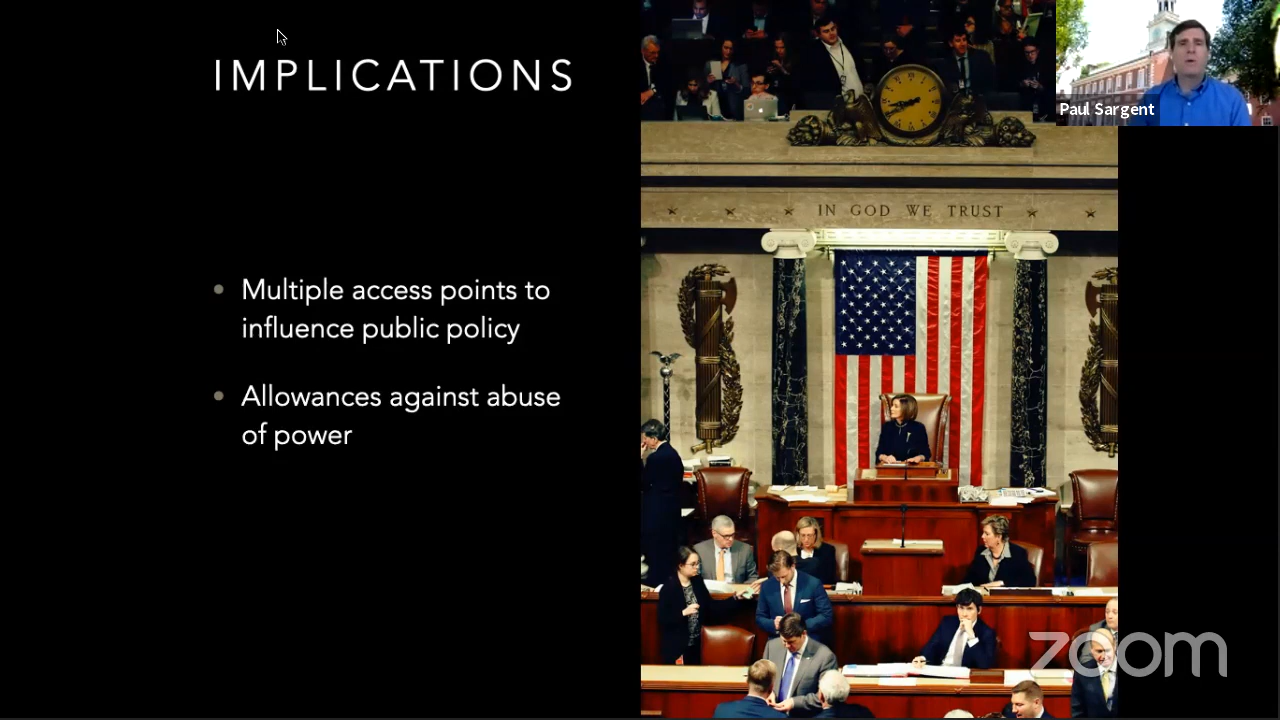 IMPLICATIONS
Paul Sargent
IN GOD WE TRUST
Multiple access points to
influence public policy
Allowances against abuse
of power
zoom